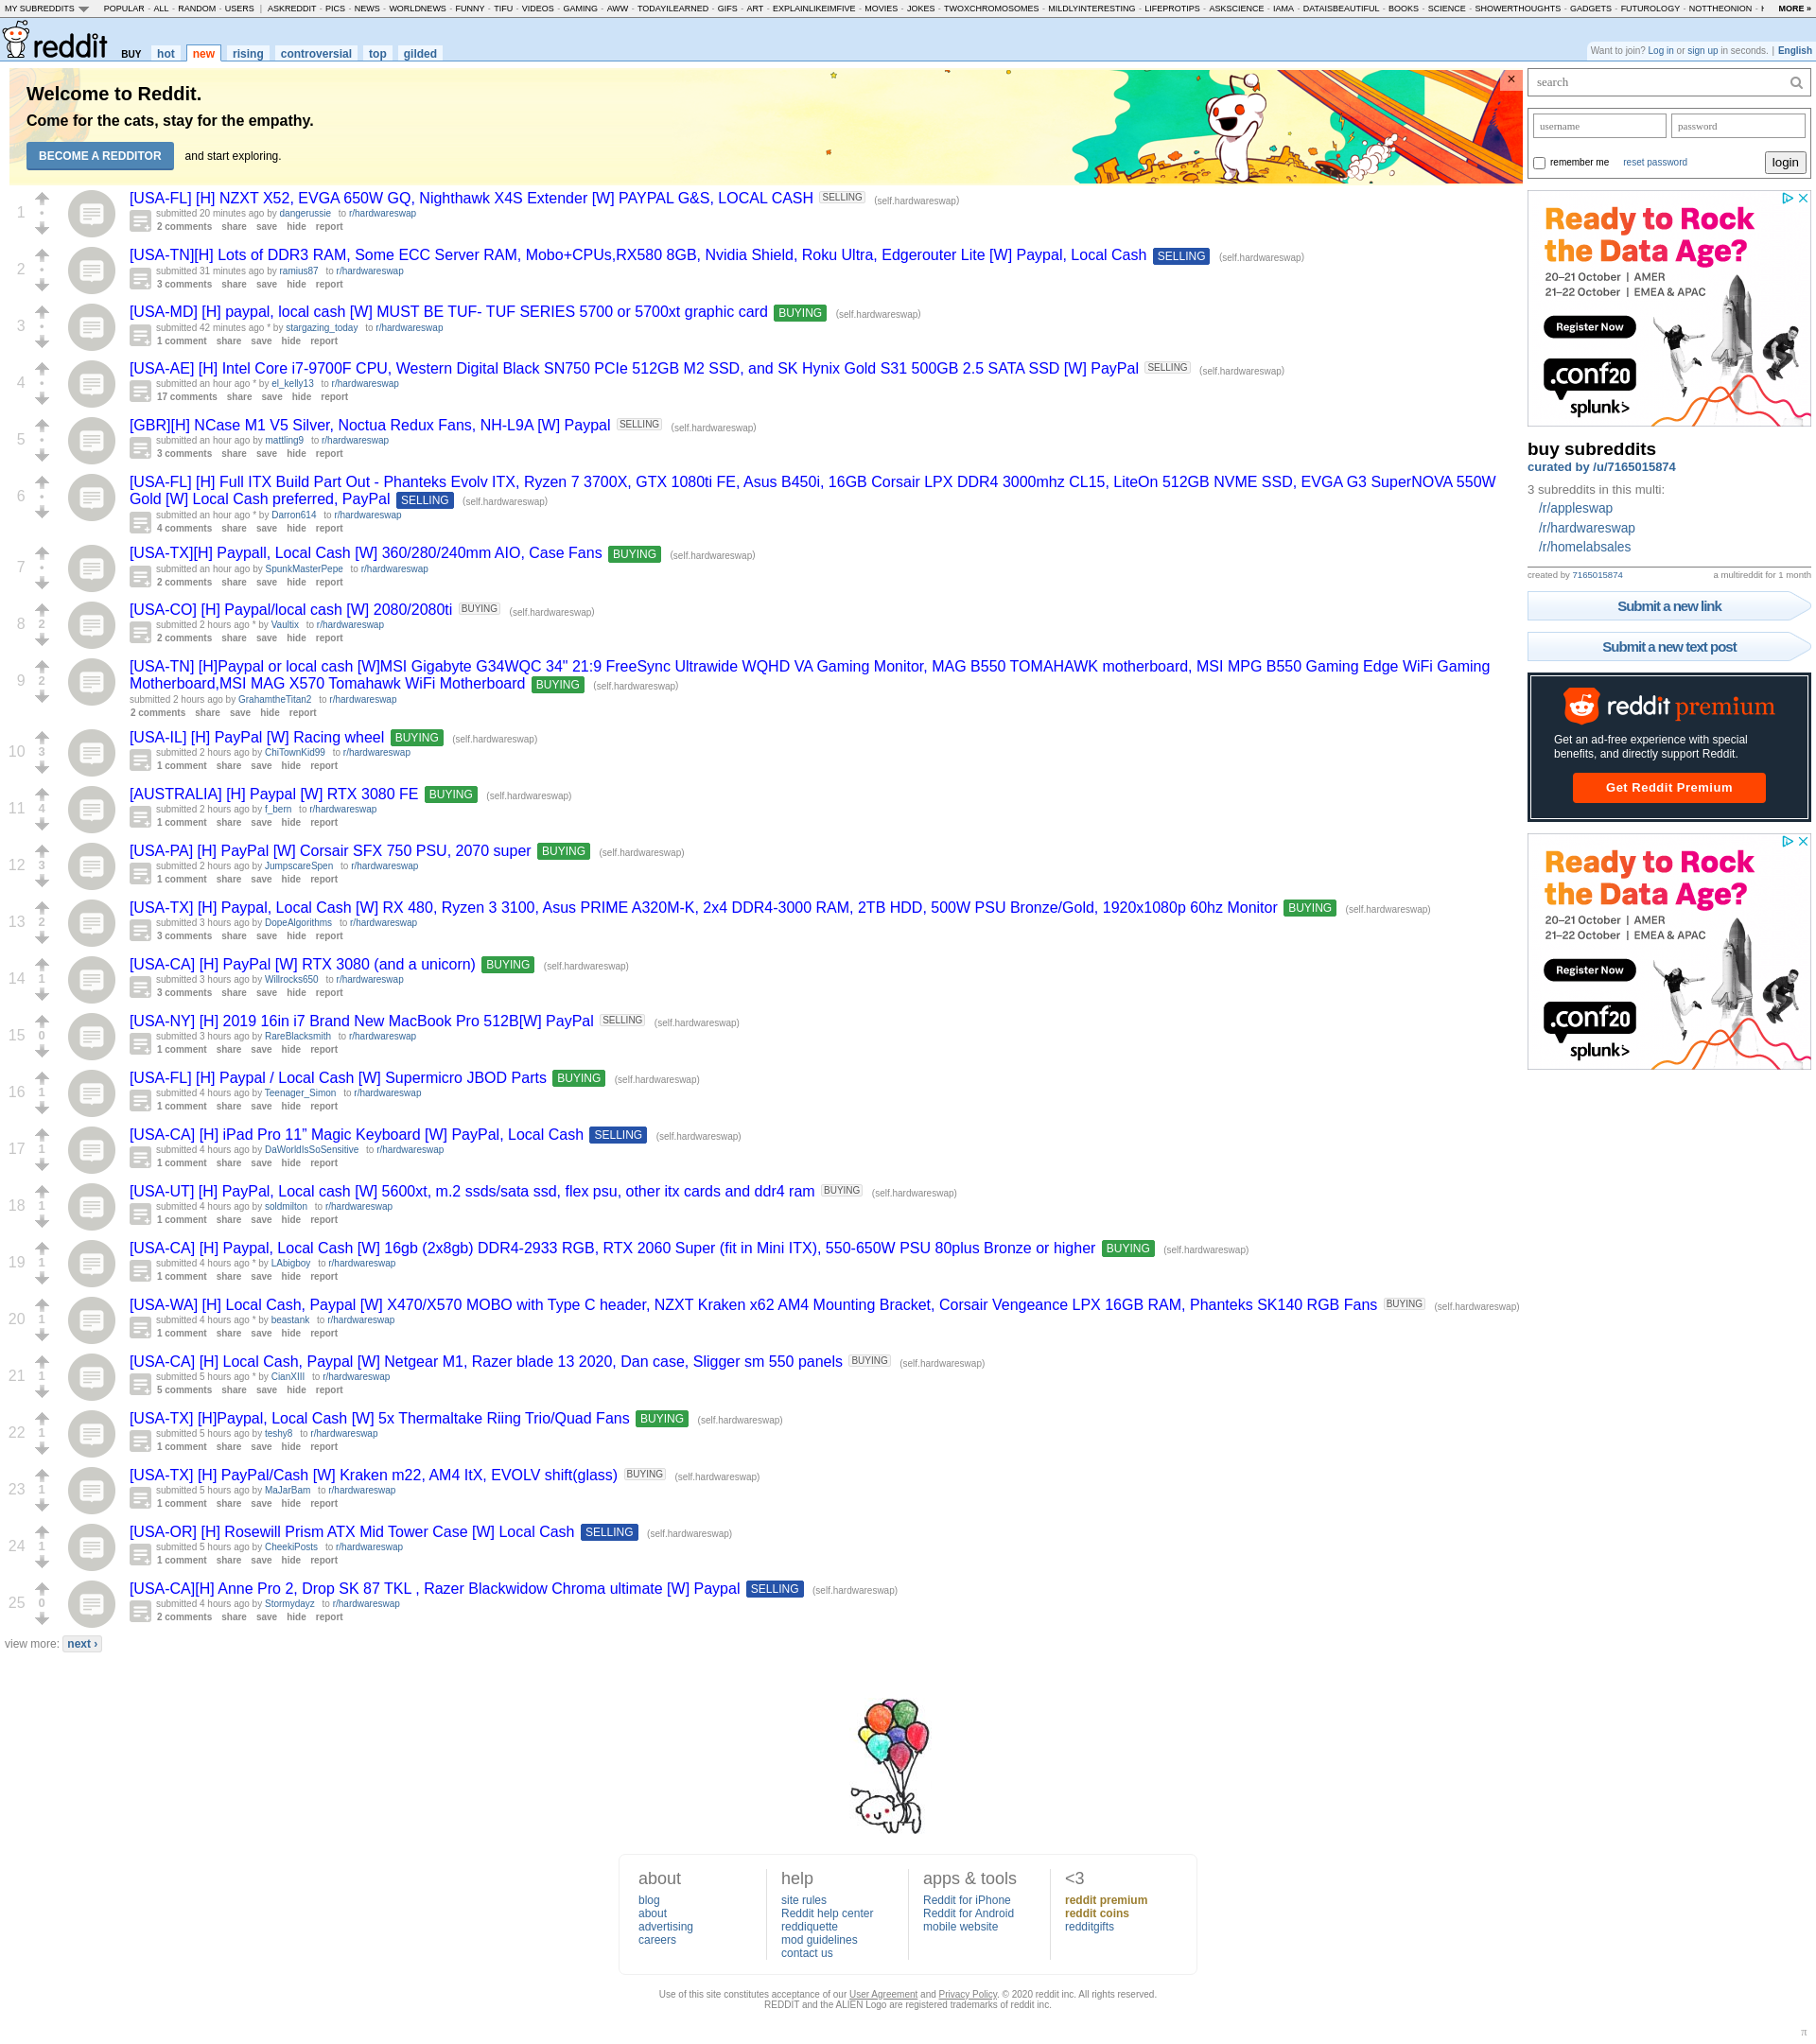 MY SUBREDDITS POPULAR - ALL - RANDOM - USERS | ASKREDDIT - PICS - NEWS - WORLDNEWS - FUNNY - TIFU - VIDEOS - GAMING - AWW - TODAYILEARNED - GIFS - ART - EXPLAINLIKEIMFIVE - MOVIES - JOKES - TWOXCHROMOSOMES - MILDLYINTERESTING - LIFEPROTIPS - ASKSCIENCE - IAMA - DATAISBEAUTIFUL - BOOKS - SCIENCE - SHOWERTHOUGHTS - GADGETS - FUTUROLOGY - NOTTHEONION - MORE »
reddit BUY hot new rising controversial top gilded
Want to join? Log in or sign up in seconds. | English
Welcome to Reddit.
Come for the cats, stay for the empathy.
BECOME A REDDITOR and start exploring.
×
1
[USA-FL] [H] NZXT X52, EVGA 650W GQ, Nighthawk X4S Extender [W] PAYPAL G&S, LOCAL CASH SELLING (self.hardwareswap)
submitted 20 minutes ago by dangerussie to r/hardwareswap
2 comments share save hide report
2
[USA-TN][H] Lots of DDR3 RAM, Some ECC Server RAM, Mobo+CPUs,RX580 8GB, Nvidia Shield, Roku Ultra, Edgerouter Lite [W] Paypal, Local Cash SELLING (self.hardwareswap)
submitted 31 minutes ago by ramius87 to r/hardwareswap
3 comments share save hide report
3
[USA-MD] [H] paypal, local cash [W] MUST BE TUF- TUF SERIES 5700 or 5700xt graphic card BUYING (self.hardwareswap)
submitted 42 minutes ago * by stargazing_today to r/hardwareswap
1 comment share save hide report
4
[USA-AE] [H] Intel Core i7-9700F CPU, Western Digital Black SN750 PCIe 512GB M2 SSD, and SK Hynix Gold S31 500GB 2.5 SATA SSD [W] PayPal SELLING (self.hardwareswap)
submitted an hour ago * by el_kelly13 to r/hardwareswap
17 comments share save hide report
5
[GBR][H] NCase M1 V5 Silver, Noctua Redux Fans, NH-L9A [W] Paypal SELLING (self.hardwareswap)
submitted an hour ago by mattling9 to r/hardwareswap
3 comments share save hide report
6
[USA-FL] [H] Full ITX Build Part Out - Phanteks Evolv ITX, Ryzen 7 3700X, GTX 1080ti FE, Asus B450i, 16GB Corsair LPX DDR4 3000mhz CL15, LiteOn 512GB NVME SSD, EVGA G3 SuperNOVA 550W
Gold [W] Local Cash preferred, PayPal SELLING (self.hardwareswap)
submitted an hour ago * by Darron614 to r/hardwareswap
4 comments share save hide report
7
[USA-TX][H] Paypall, Local Cash [W] 360/280/240mm AIO, Case Fans BUYING (self.hardwareswap)
submitted an hour ago by SpunkMasterPepe to r/hardwareswap
2 comments share save hide report
8 2
[USA-CO] [H] Paypal/local cash [W] 2080/2080ti BUYING (self.hardwareswap)
submitted 2 hours ago * by Vaultix to r/hardwareswap
2 comments share save hide report
9 2
[USA-TN] [H]Paypal or local cash [W]MSI Gigabyte G34WQC 34" 21:9 FreeSync Ultrawide WQHD VA Gaming Monitor, MAG B550 TOMAHAWK motherboard, MSI MPG B550 Gaming Edge WiFi Gaming
Motherboard,MSI MAG X570 Tomahawk WiFi Motherboard BUYING (self.hardwareswap)
submitted 2 hours ago by GrahamtheTitan2 to r/hardwareswap
2 comments share save hide report
10 3
[USA-IL] [H] PayPal [W] Racing wheel BUYING (self.hardwareswap)
submitted 2 hours ago by ChiTownKid99 to r/hardwareswap
1 comment share save hide report
11 4
[AUSTRALIA] [H] Paypal [W] RTX 3080 FE BUYING (self.hardwareswap)
submitted 2 hours ago by f_bern to r/hardwareswap
1 comment share save hide report
12 3
[USA-PA] [H] PayPal [W] Corsair SFX 750 PSU, 2070 super BUYING (self.hardwareswap)
submitted 2 hours ago by JumpscareSpen to r/hardwareswap
1 comment share save hide report
13 2
[USA-TX] [H] Paypal, Local Cash [W] RX 480, Ryzen 3 3100, Asus PRIME A320M-K, 2x4 DDR4-3000 RAM, 2TB HDD, 500W PSU Bronze/Gold, 1920x1080p 60hz Monitor BUYING (self.hardwareswap)
submitted 3 hours ago by DopeAlgorithms to r/hardwareswap
3 comments share save hide report
14 1
[USA-CA] [H] PayPal [W] RTX 3080 (and a unicorn) BUYING (self.hardwareswap)
submitted 3 hours ago by Willrocks650 to r/hardwareswap
3 comments share save hide report
15 0
[USA-NY] [H] 2019 16in i7 Brand New MacBook Pro 512B[W] PayPal SELLING (self.hardwareswap)
submitted 3 hours ago by RareBlacksmith to r/hardwareswap
1 comment share save hide report
16 1
[USA-FL] [H] Paypal / Local Cash [W] Supermicro JBOD Parts BUYING (self.hardwareswap)
submitted 4 hours ago by Teenager_Simon to r/hardwareswap
1 comment share save hide report
17 1
[USA-CA] [H] iPad Pro 11” Magic Keyboard [W] PayPal, Local Cash SELLING (self.hardwareswap)
submitted 4 hours ago by DaWorldIsSoSensitive to r/hardwareswap
1 comment share save hide report
18 1
[USA-UT] [H] PayPal, Local cash [W] 5600xt, m.2 ssds/sata ssd, flex psu, other itx cards and ddr4 ram BUYING (self.hardwareswap)
submitted 4 hours ago by soldmilton to r/hardwareswap
1 comment share save hide report
19 1
[USA-CA] [H] Paypal, Local Cash [W] 16gb (2x8gb) DDR4-2933 RGB, RTX 2060 Super (fit in Mini ITX), 550-650W PSU 80plus Bronze or higher BUYING (self.hardwareswap)
submitted 4 hours ago * by LAbigboy to r/hardwareswap
1 comment share save hide report
20 1
[USA-WA] [H] Local Cash, Paypal [W] X470/X570 MOBO with Type C header, NZXT Kraken x62 AM4 Mounting Bracket, Corsair Vengeance LPX 16GB RAM, Phanteks SK140 RGB Fans BUYING (self.hardwareswap)
submitted 4 hours ago * by beastank to r/hardwareswap
1 comment share save hide report
21 1
[USA-CA] [H] Local Cash, Paypal [W] Netgear M1, Razer blade 13 2020, Dan case, Sligger sm 550 panels BUYING (self.hardwareswap)
submitted 5 hours ago * by CianXIII to r/hardwareswap
5 comments share save hide report
22 1
[USA-TX] [H]Paypal, Local Cash [W] 5x Thermaltake Riing Trio/Quad Fans BUYING (self.hardwareswap)
submitted 5 hours ago by teshy8 to r/hardwareswap
1 comment share save hide report
23 1
[USA-TX] [H] PayPal/Cash [W] Kraken m22, AM4 ItX, EVOLV shift(glass) BUYING (self.hardwareswap)
submitted 5 hours ago by MaJarBam to r/hardwareswap
1 comment share save hide report
24 1
[USA-OR] [H] Rosewill Prism ATX Mid Tower Case [W] Local Cash SELLING (self.hardwareswap)
submitted 5 hours ago by CheekiPosts to r/hardwareswap
1 comment share save hide report
25 0
[USA-CA][H] Anne Pro 2, Drop SK 87 TKL , Razer Blackwidow Chroma ultimate [W] Paypal SELLING (self.hardwareswap)
submitted 4 hours ago by Stormydayz to r/hardwareswap
2 comments share save hide report
view more: next ›
search
username password
remember me reset password login
Ready to Rock
the Data Age?
20–21 October | AMER
21–22 October | EMEA & APAC
Register Now
.conf20
splunk>
buy subreddits
curated by /u/7165015874
3 subreddits in this multi:
/r/appleswap
/r/hardwareswap
/r/homelabsales
created by 7165015874 a multireddit for 1 month
Submit a new link
Submit a new text post
reddit premium
Get an ad-free experience with special
benefits, and directly support Reddit.
Get Reddit Premium
Ready to Rock
the Data Age?
20–21 October | AMER
21–22 October | EMEA & APAC
Register Now
.conf20
splunk>
about
blog
about
advertising
careers
help
site rules
Reddit help center
reddiquette
mod guidelines
contact us
apps & tools
Reddit for iPhone
Reddit for Android
mobile website
<3
reddit premium
reddit coins
redditgifts
Use of this site constitutes acceptance of our User Agreement and Privacy Policy. © 2020 reddit inc. All rights reserved.
REDDIT and the ALIEN Logo are registered trademarks of reddit inc.
π